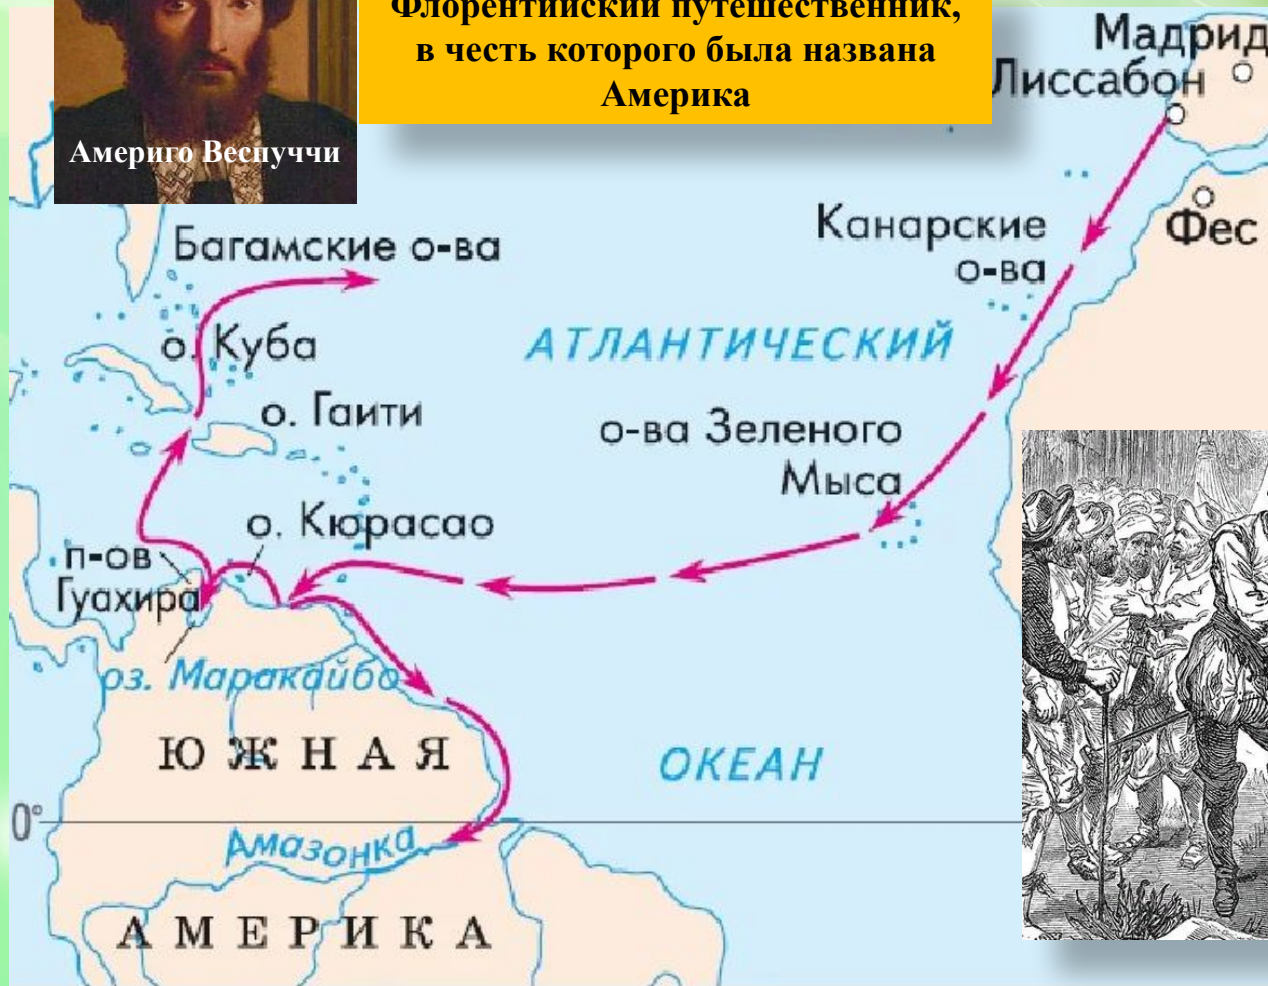 Флорентийский путешественник,
в честь которого была названа
Америка
Америго Веспуччи
Мадрид
Лиссабон
Фес
Канарские
о-ва
Багамские о-ва
о. Куба
АТЛАНТИЧЕСКИЙ
о. Гаити
о-ва Зеленого
Мыса
о. Кюрасао
п-ов
Гуахира
оз. Маракайбо
ЮЖНАЯ
ОКЕАН
0°
Амазонка
АМЕРИКА